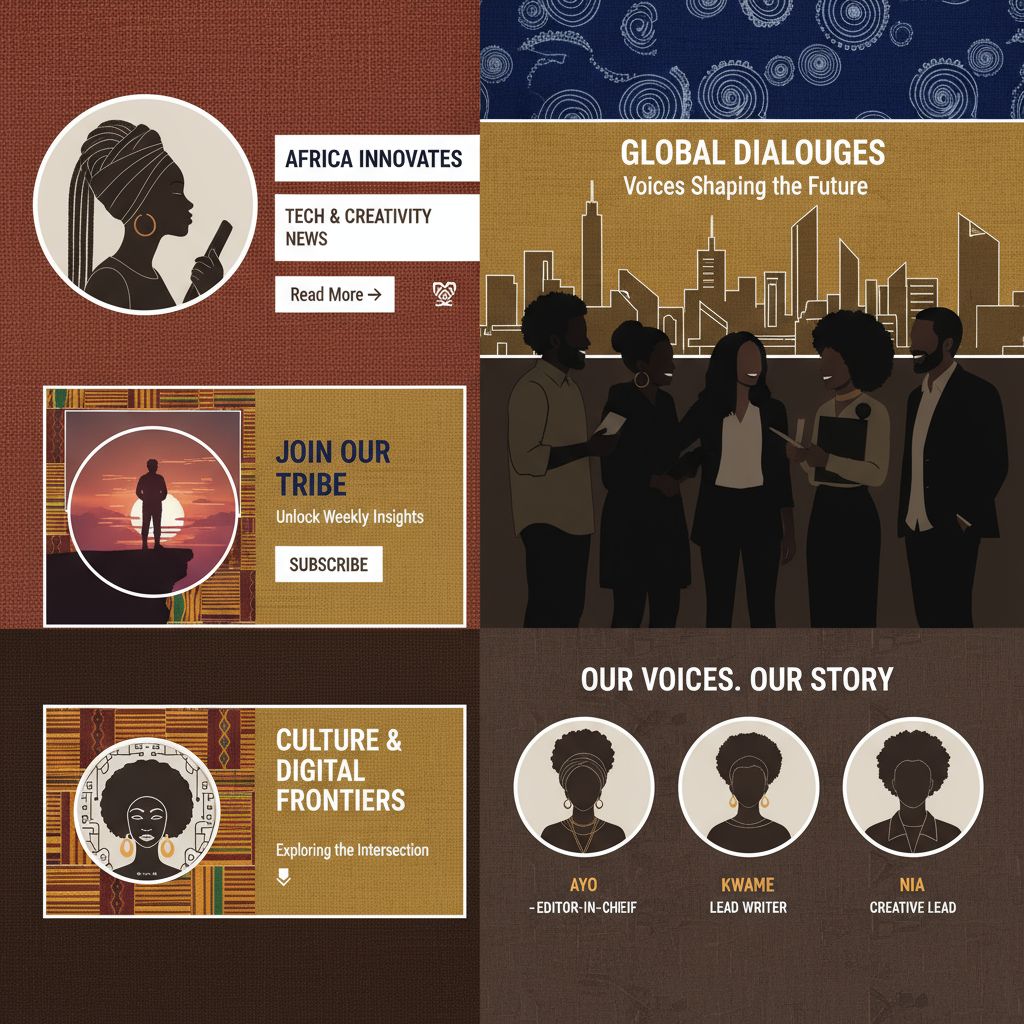 AFRICA INNOVATES
TECH & CREATIVITY
NEWS
Read More →
GLOBAL DIALOUGES
Voices Shaping the Future
JOIN OUR
TRIBE
Unlock Weekly Insights
SUBSCRIBE
CULTURE &
DIGITAL
FRONTIERS
Exploring the Intersection
OUR VOICES. OUR STORY
AYO
-EDITOR-IN-CHIEIF
KWAME
LEAD WRITER
NIA
CREATIVE LEAD